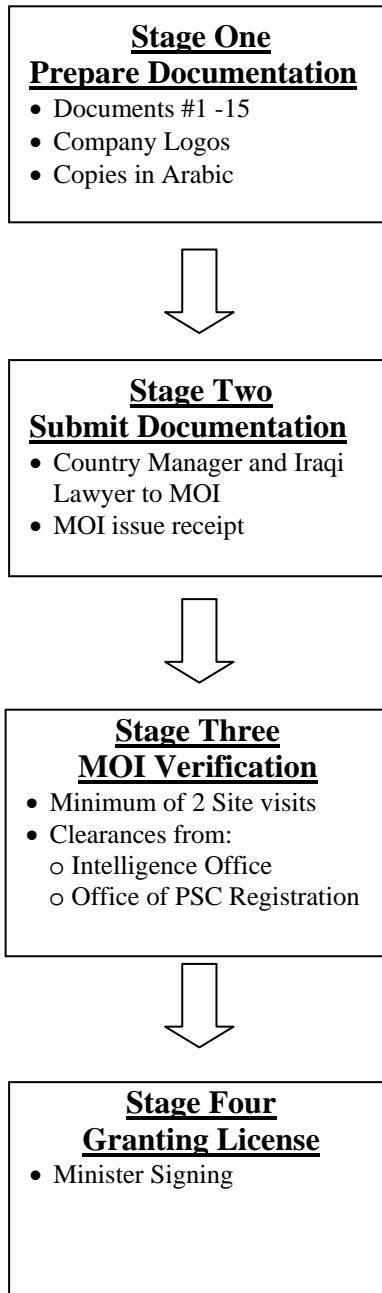 Stage One
Prepare Documentation
• Documents #1 -15
• Company Logos
• Copies in Arabic
Stage Two
Submit Documentation
• Country Manager and Iraqi
Lawyer to MOI
• MOI issue receipt
Stage Three
MOI Verification
• Minimum of 2 Site visits
• Clearances from:
o Intelligence Office
o Office of PSC Registration
Stage Four
Granting License
• Minister Signing